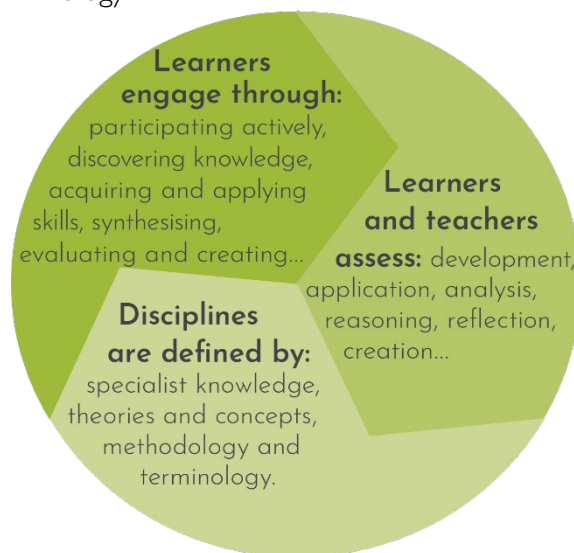 Learners
engage through:
participating actively,
discovering knowledge,
acquiring and applying
skills, synthesising,
evaluating and creating...
Learners
and teachers
assess: development,
application, analysis,
reasoning, reflection,
creation...
Disciplines
are defined by:
specialist knowledge,
theories and concepts,
methodology and
terminology.